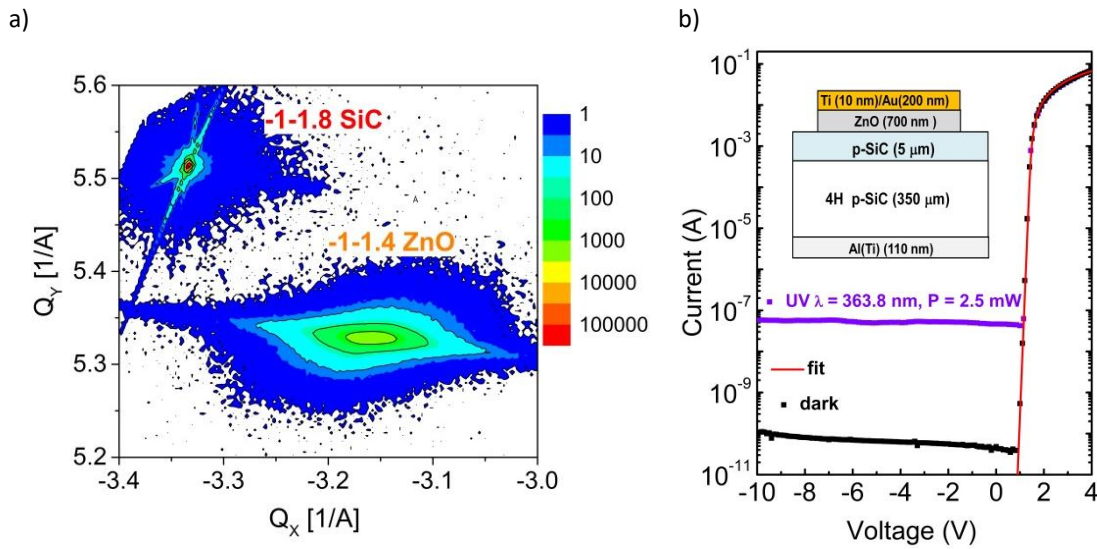 a)
b)
5.6
5.5
5.4
5.3
5.2
Q_Y [1/A]
-3.4
-3.3
-3.2
-3.1
-3.0
Q_X [1/A]
-1-1.8 SiC
-1-1.4 ZnO
1
10
100
1000
10000
100000
10⁻¹
10⁻³
10⁻⁵
10⁻⁷
10⁻⁹
10⁻¹¹
Current (A)
Ti (10 nm)/Au(200 nm)
ZnO (700 nm )
p-SiC (5 μm)
4H p-SiC (350 μm)
Al(Ti) (110 nm)
UV λ = 363.8 nm, P = 2.5 mW
fit
dark
-10
-8
-6
-4
-2
0
2
4
Voltage (V)